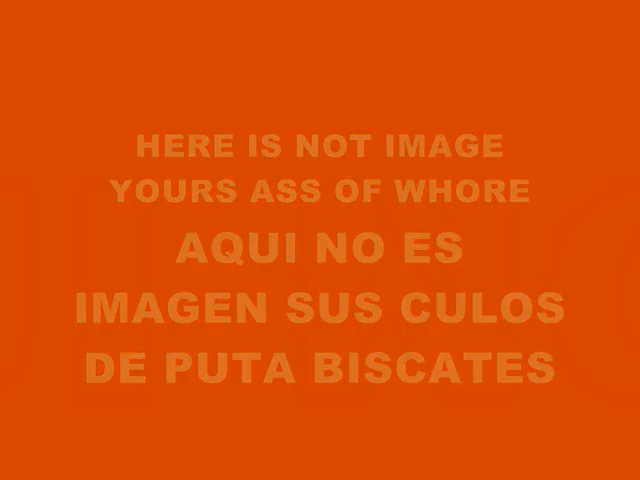 HERE IS NOT IMAGE
YOURS ASS OF WHORE
AQUI NO ES
IMAGEN SUS CULOS
DE PUTA BISCATES